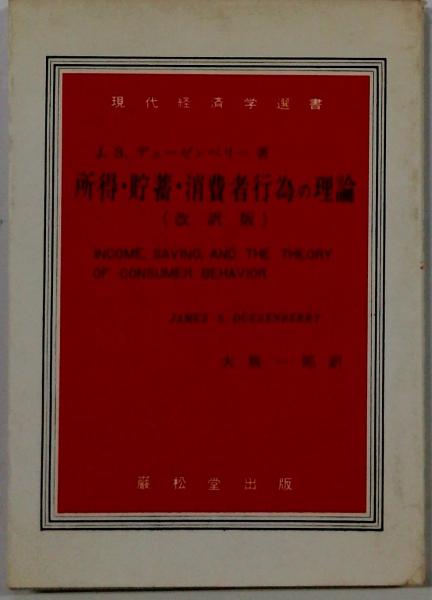 現代経済学選書
J. S. デューゼンベリー 著
所得・貯蓄・消費者行為の理論
(改訳版)
INCOME, SAVING, AND THE THEORY
OF CONSUMER BEHAVIOR
JAMES S DUESENBERRY
大熊一郎訳
巌松堂出版